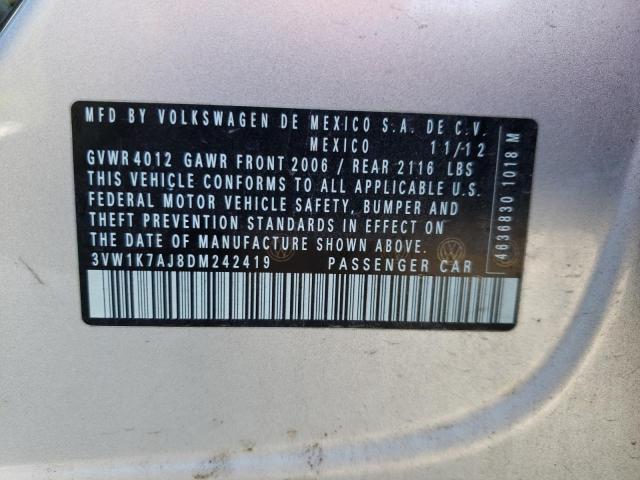 MFD BY VOLKSWAGEN DE MEXICO S.A. DE C.V.
MEXICO 11/12
GVWR 4012 GAWR FRONT 2006 / REAR 2116 LBS
THIS VEHICLE CONFORMS TO ALL APPLICABLE U.S.
FEDERAL MOTOR VEHICLE SAFETY, BUMPER AND
THEFT PREVENTION STANDARDS IN EFFECT ON
THE DATE OF MANUFACTURE SHOWN ABOVE.
3VW1K7AJ8DM242419 PASSENGER CAR
4636830 1018 M